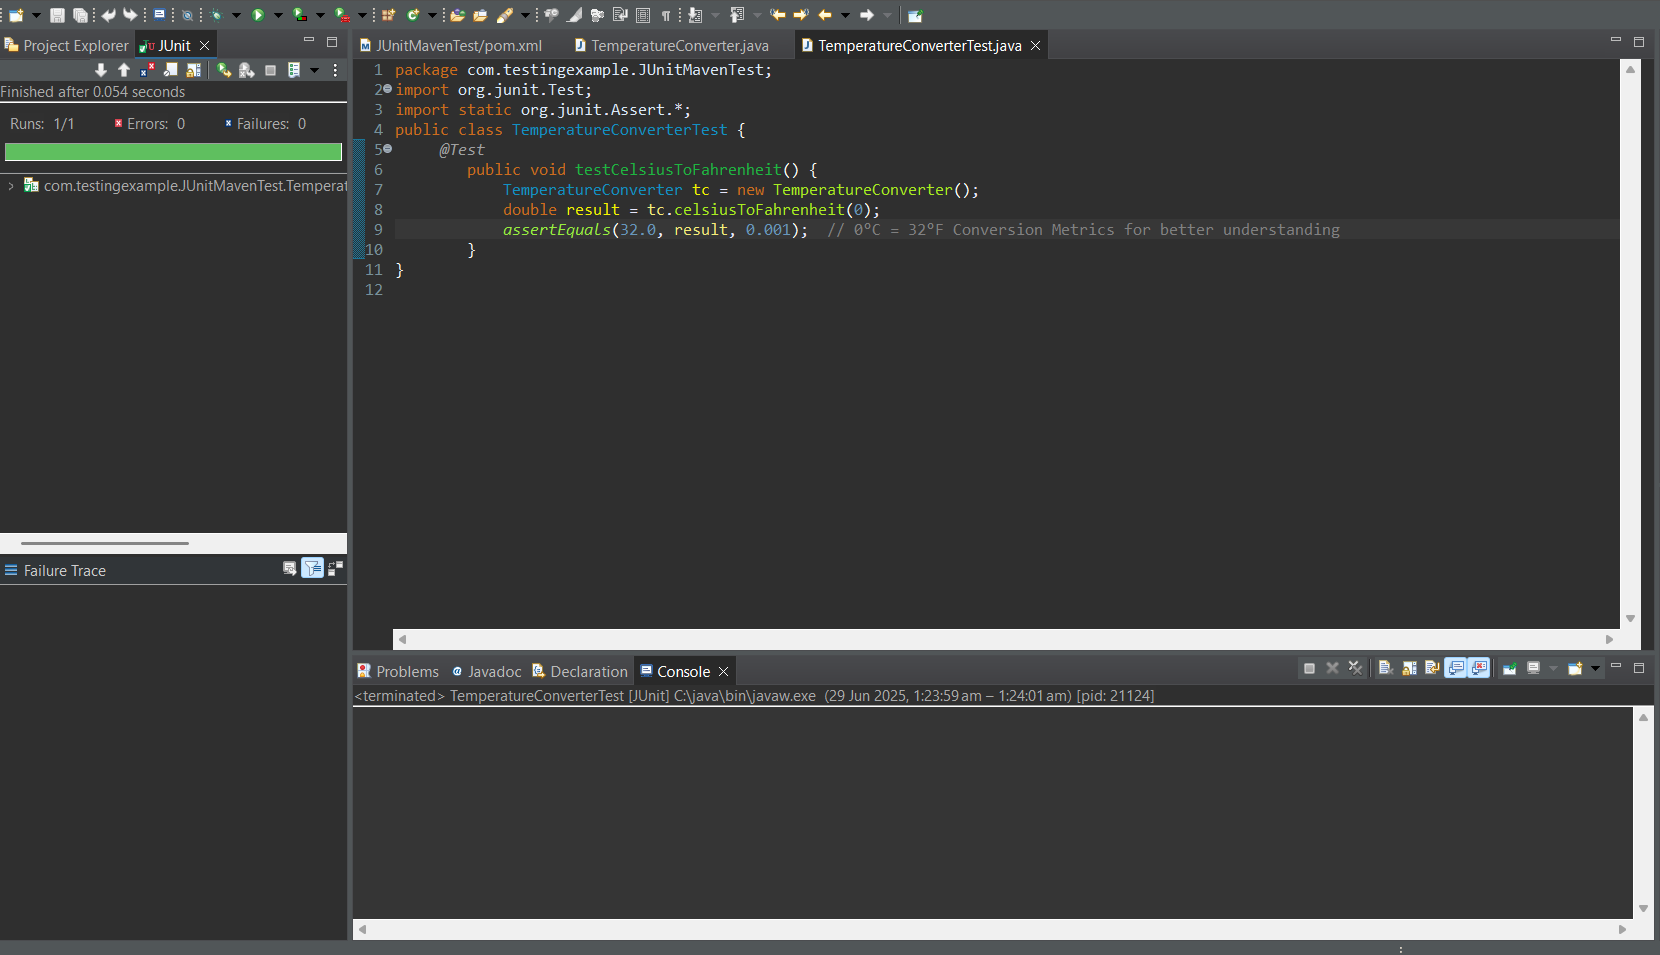 Project Explorer JUnit
Finished after 0.054 seconds
Runs: 1/1 Errors: 0 Failures: 0
com.testingexample.JUnitMavenTest.Temperat
Failure Trace
JUnitMavenTest/pom.xml TemperatureConverter.java TemperatureConverterTest.java
1 package com.testingexample.JUnitMavenTest;
2 import org.junit.Test;
3 import static org.junit.Assert.*;
4 public class TemperatureConverterTest {
5 @Test
6 public void testCelsiusToFahrenheit() {
7 TemperatureConverter tc = new TemperatureConverter();
8 double result = tc.celsiusToFahrenheit(0);
9 assertEquals(32.0, result, 0.001); // 0°C = 32°F Conversion Metrics for better understanding
10 }
11 }
12
Problems Javadoc Declaration Console
<terminated> TemperatureConverterTest [JUnit] C:\java\bin\javaw.exe (29 Jun 2025, 1:23:59 am – 1:24:01 am) [pid: 21124]